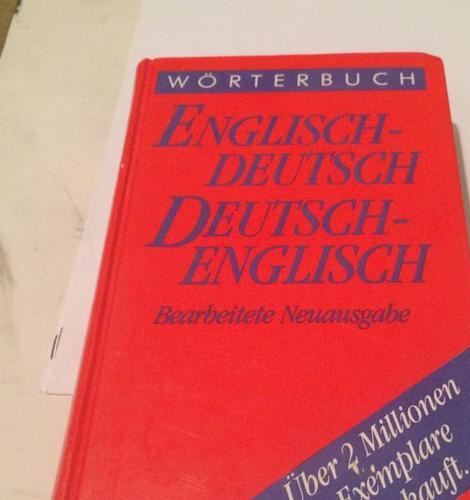 WÖRTERBUCH
ENGLISCH-
DEUTSCH
DEUTSCH-
ENGLISCH
Bearbeitete Neuausgabe
Über 2 Millionen
Exemplare